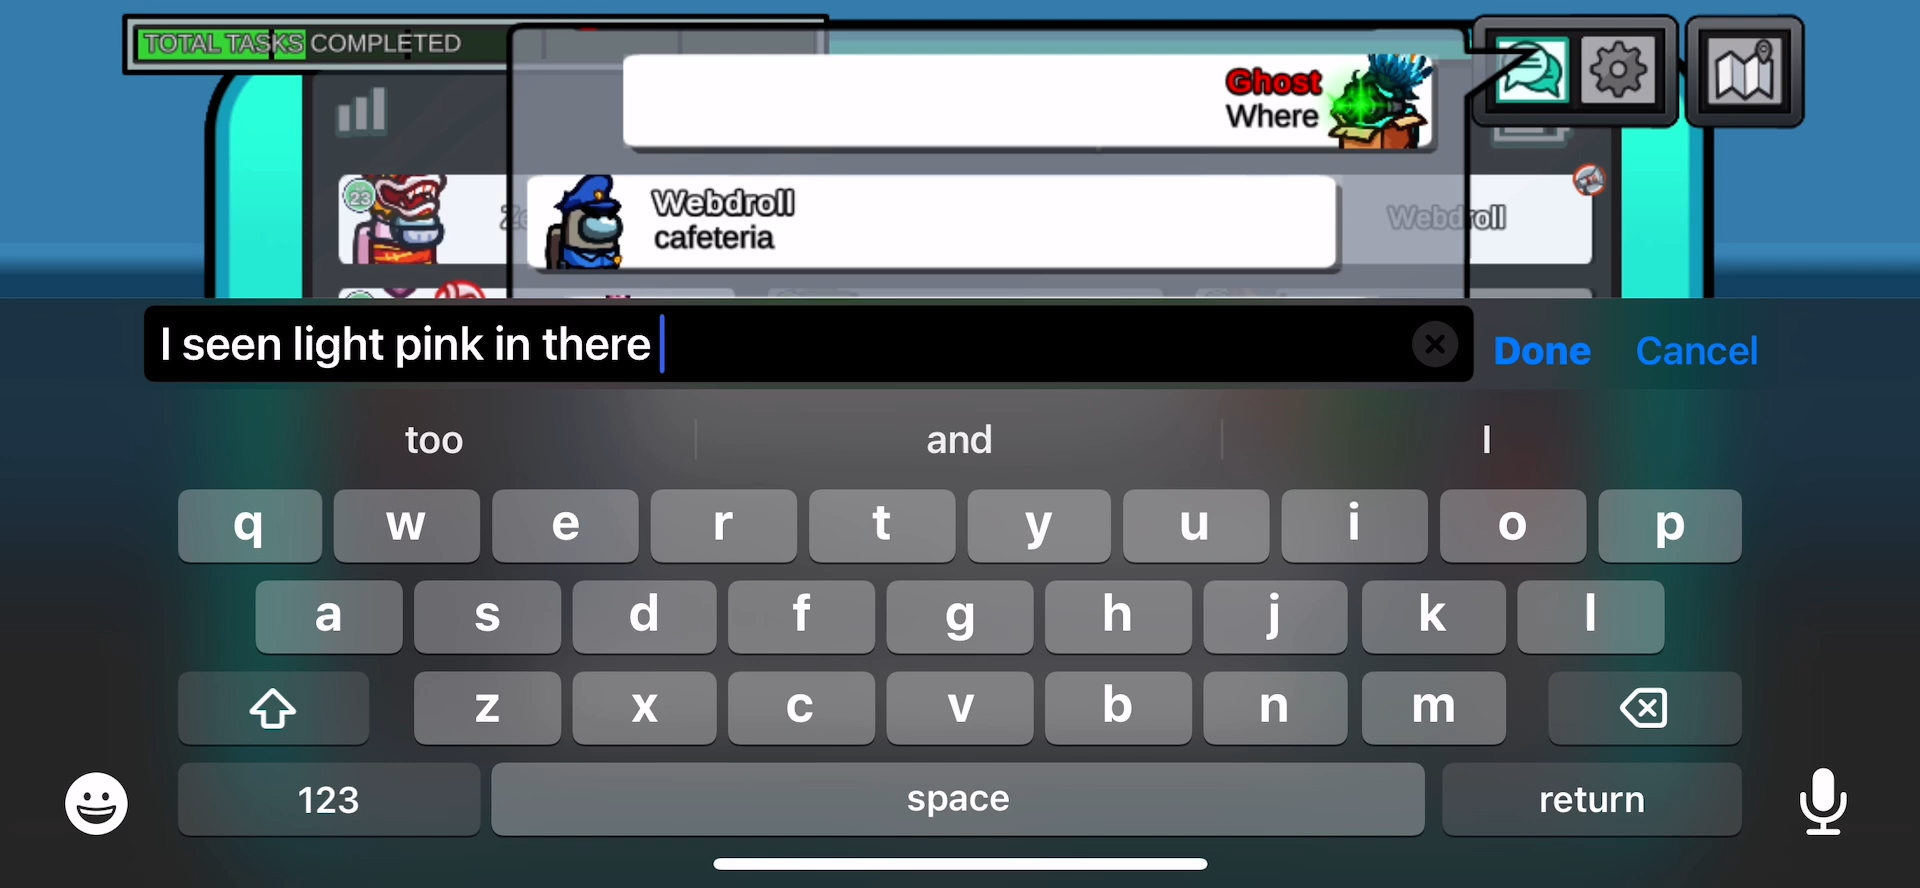 TOTAL TASKS COMPLETED
Ghost
Where
23
Webdroll
cafeteria
Webdroll
I seen light pink in there
Done
Cancel
too
and
I
q w e r t y u i o p
a s d f g h j k l
z x c v b n m
123
space
return